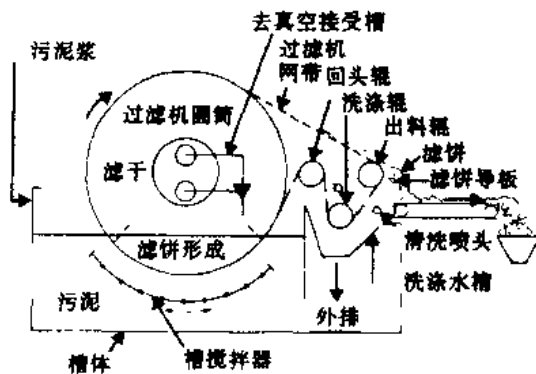 去真空接受槽
污泥浆
过滤机
网带
回头辊
洗涤辊
过滤机圆筒
出料辊
滤干
滤饼
滤饼导板
滤饼形成
清洗喷头
污泥
洗涤水槽
外排
槽体
槽搅拌器